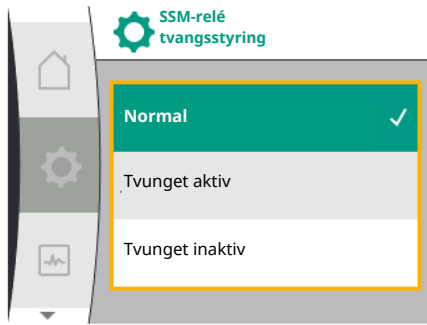 SSM-relé
tvangsstyring
Normal
Tvunget aktiv
Tvunget inaktiv